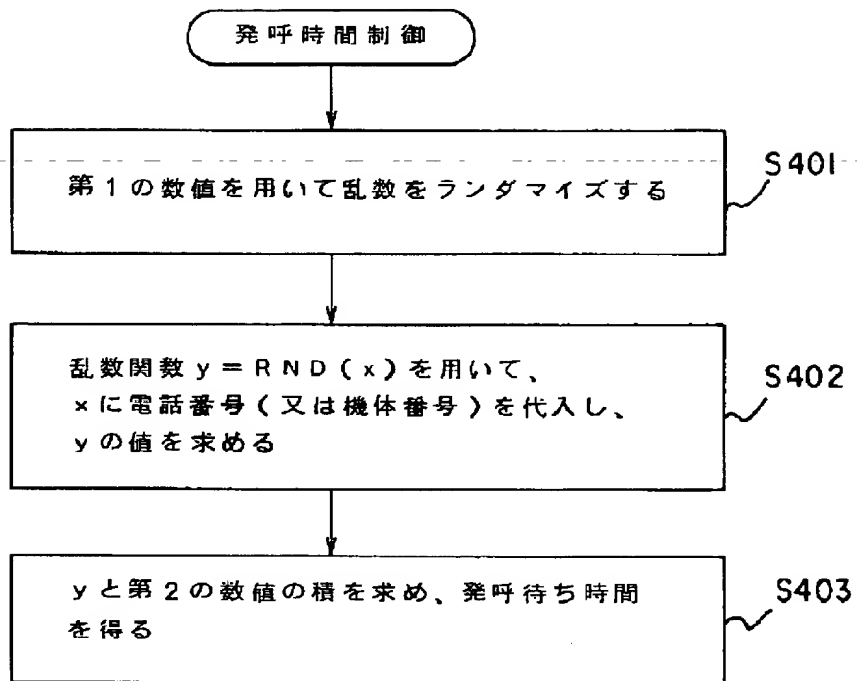 発呼時間制御
第1の数値を用いて乱数をランダマイズする
S401
乱数関数y=RND(x)を用いて、
xに電話番号(又は機体番号)を代入し、
yの値を求める
S402
yと第2の数値の積を求め、発呼待ち時間
を得る
S403